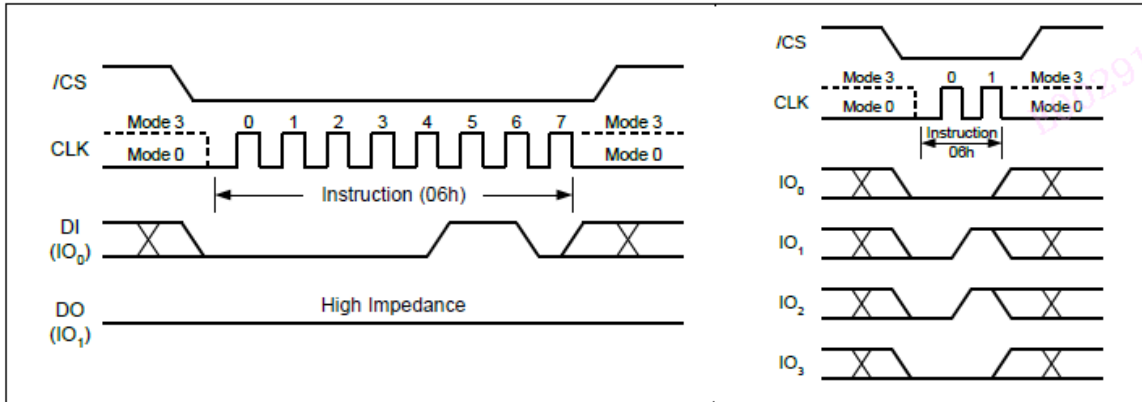 /CS
Mode 3 0 1 2 3 4 5 6 7 Mode 3
CLK Mode 0 Mode 0
Instruction (06h)
DI
(IO0)
High Impedance
DO
(IO1)
/CS
Mode 3 0 1 Mode 3
CLK Mode 0 Mode 0
Instruction
06h
IO0
IO1
IO2
IO3